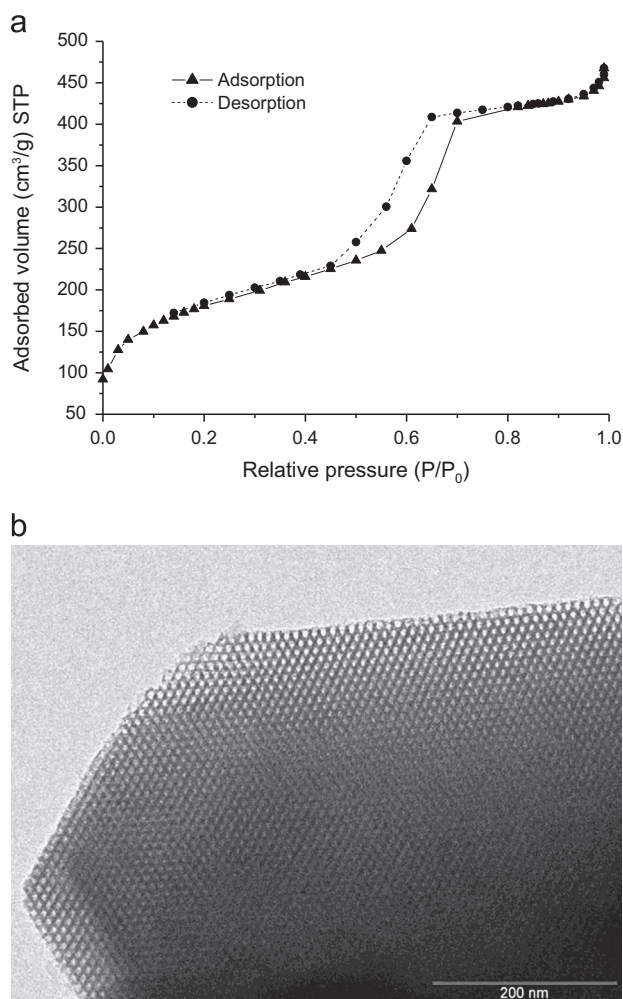 a
500
450
400
350
300
250
200
150
100
50
Adsorbed volume (cm³/g) STP
Adsorption
Desorption
0.0 0.2 0.4 0.6 0.8 1.0
Relative pressure (P/P₀)
b
200 nm